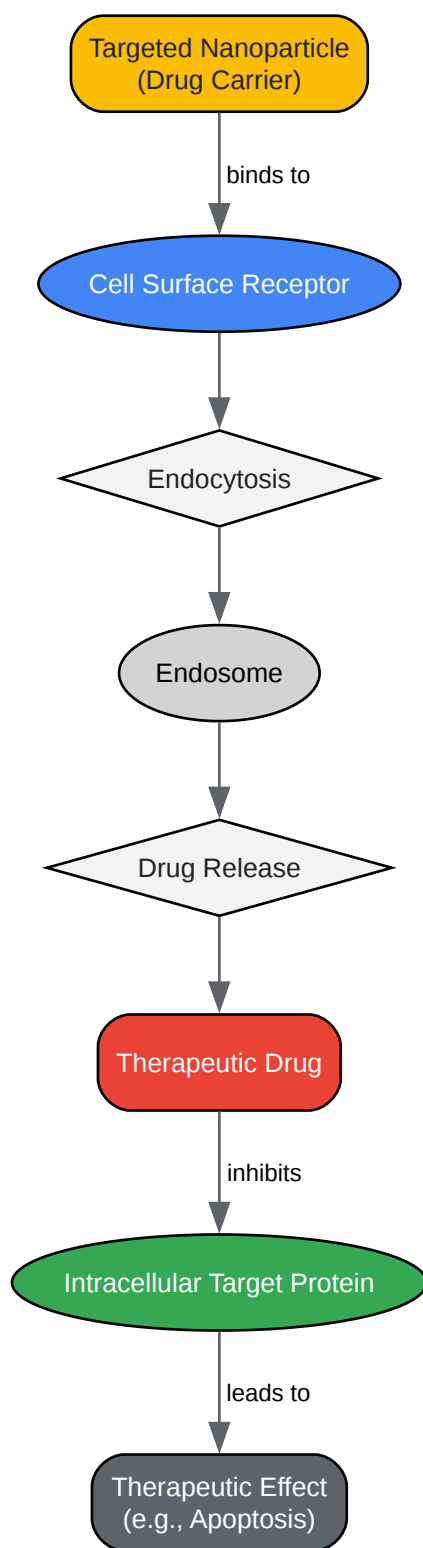 Targeted Nanoparticle
(Drug Carrier)
binds to
Cell Surface Receptor
Endocytosis
Endosome
Drug Release
Therapeutic Drug
inhibits
Intracellular Target Protein
leads to
Therapeutic Effect
(e.g., Apoptosis)